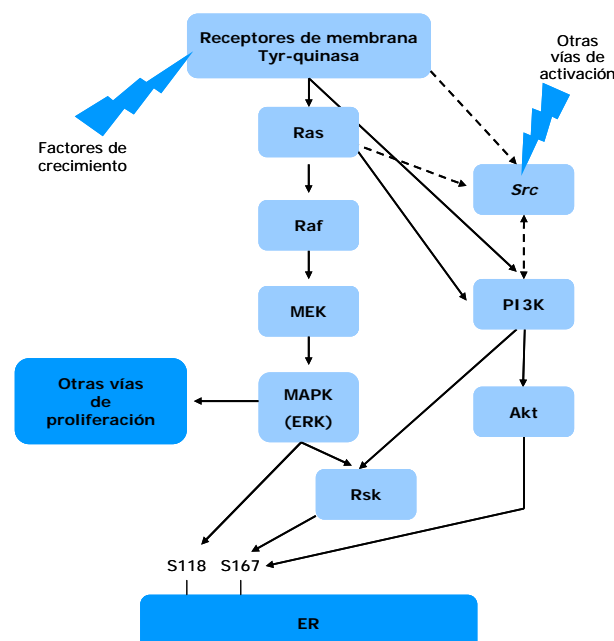 Receptores de membrana
Tyr-quinasa
Otras
vías de
activación
Factores de
crecimiento
Ras
Src
Raf
MEK
PI3K
Otras vías
de
proliferación
MAPK
(ERK)
Akt
Rsk
S118 S167
ER